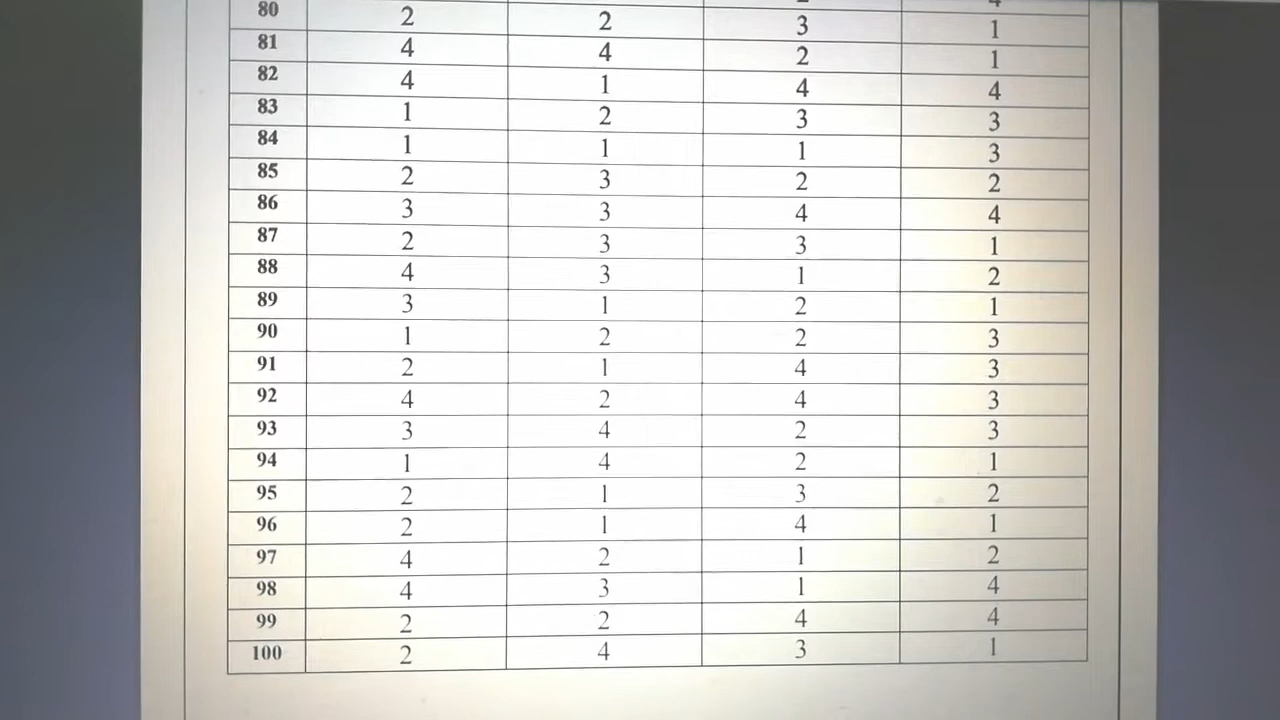 80 2 2 3 1
81 4 4 2 1
82 4 1 4 4
83 1 2 3 3
84 1 1 1 3
85 2 3 2 2
86 3 3 4 4
87 2 3 3 1
88 4 3 1 2
89 3 1 2 1
90 1 2 2 3
91 2 1 4 3
92 4 2 4 3
93 3 4 2 3
94 1 4 2 1
95 2 1 3 2
96 2 1 4 1
97 4 2 1 2
98 4 3 1 4
99 2 2 4 4
100 2 4 3 1